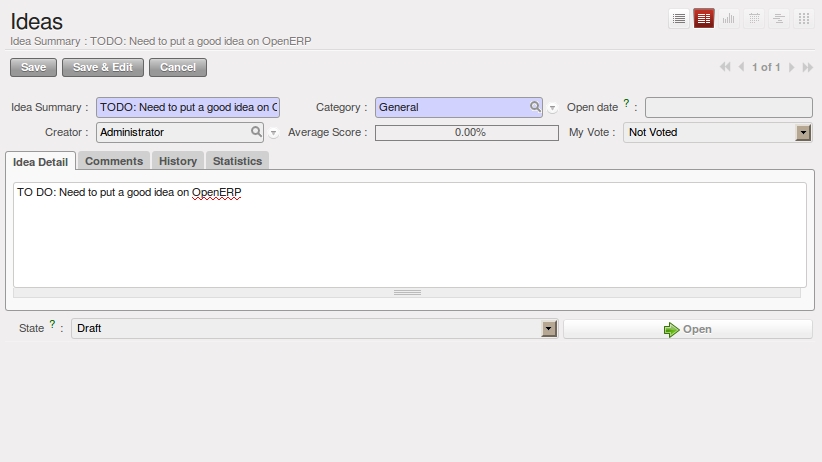 Ideas
Idea Summary : TODO: Need to put a good idea on OpenERP
Save Save & Edit Cancel 1 of 1
Idea Summary : TODO: Need to put a good idea on Category : General Open date ? :
Creator : Administrator Average Score : 0.00% My Vote : Not Voted
Idea Detail Comments History Statistics
TO DO: Need to put a good idea on OpenERP
State ? : Draft Open